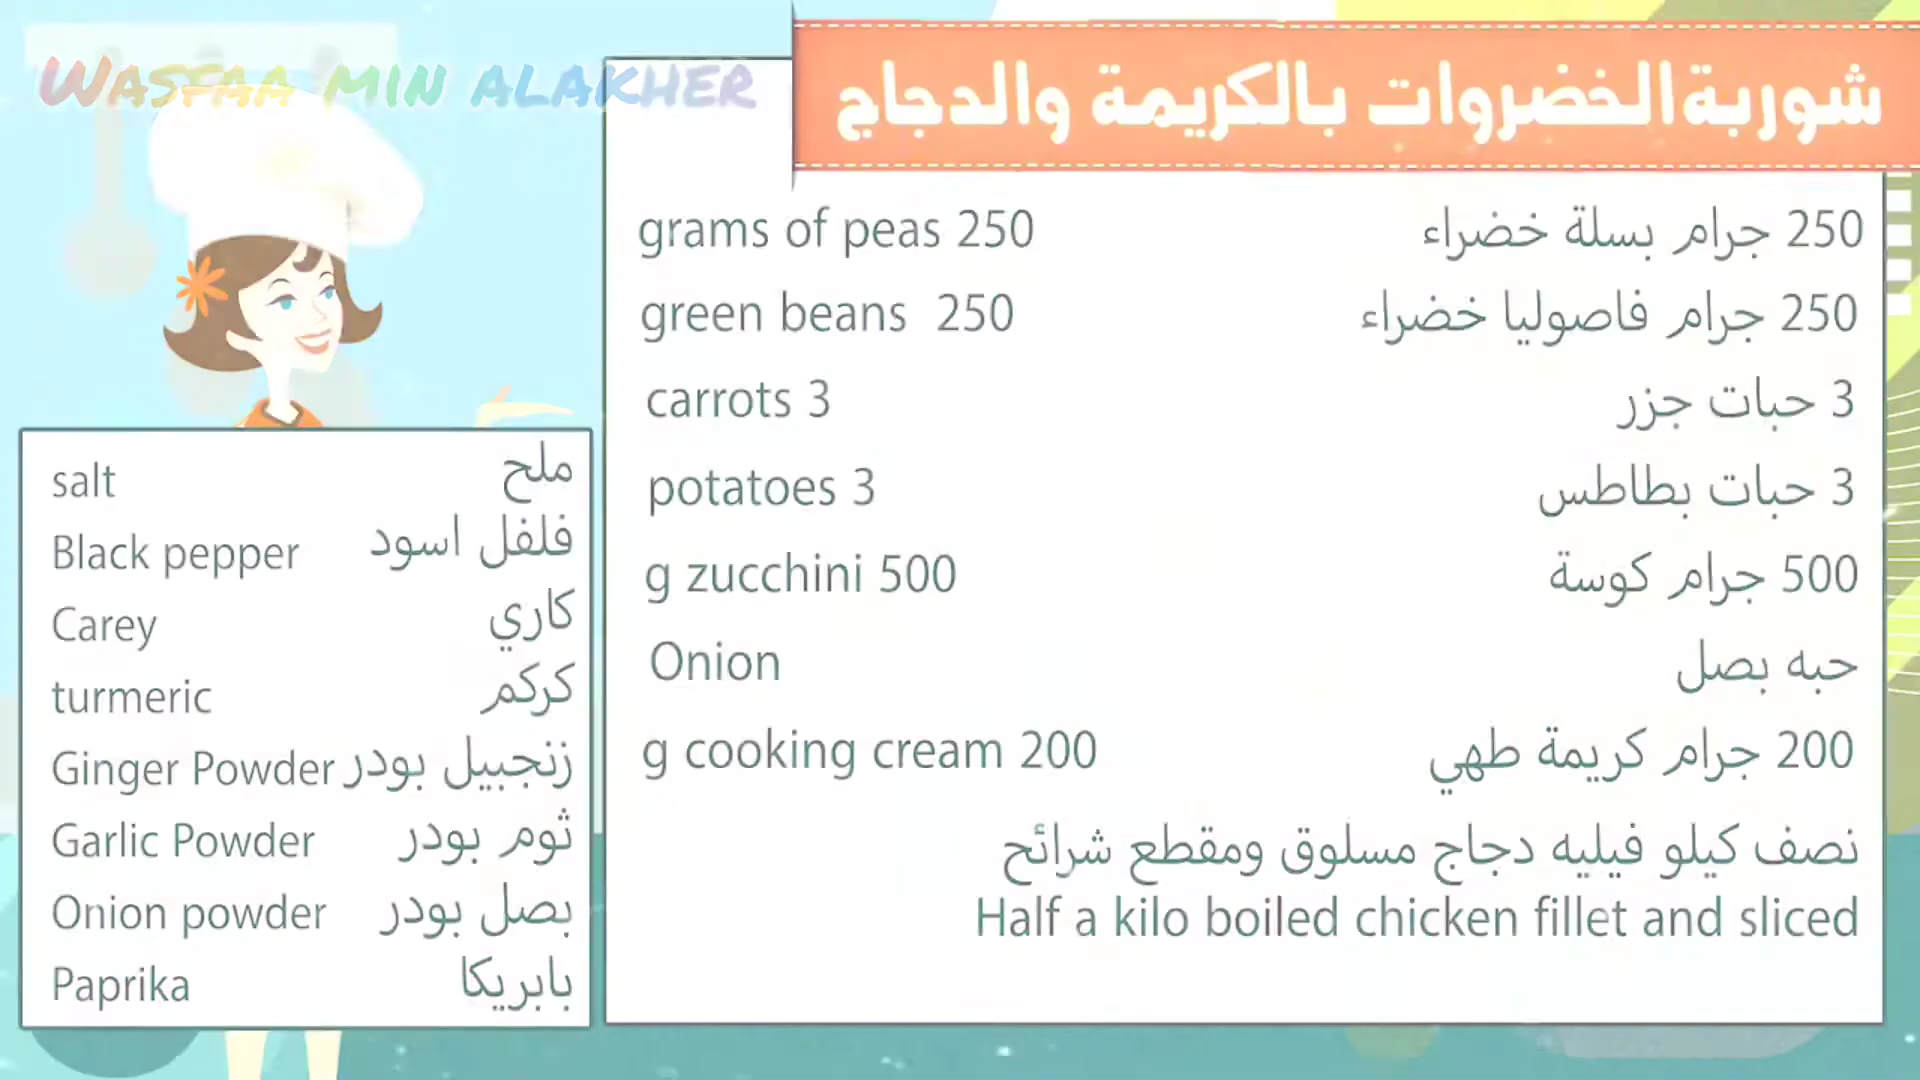 Wasfaa min alakher
شوربة الخضروات بالكريمة والدجاج
grams of peas 250
250 جرام بسلة خضراء
green beans 250
250 جرام فاصوليا خضراء
carrots 3
3 حبات جزر
potatoes 3
3 حبات بطاطس
g zucchini 500
500 جرام كوسة
Onion
حبه بصل
g cooking cream 200
200 جرام كريمة طهي
نصف كيلو فيليه دجاج مسلوق ومقطع شرائح
Half a kilo boiled chicken fillet and sliced
salt
ملح
Black pepper
فلفل اسود
Carey
كاري
turmeric
كركم
Ginger Powder
زنجبيل بودر
Garlic Powder
ثوم بودر
Onion powder
بصل بودر
Paprika
بابريكا